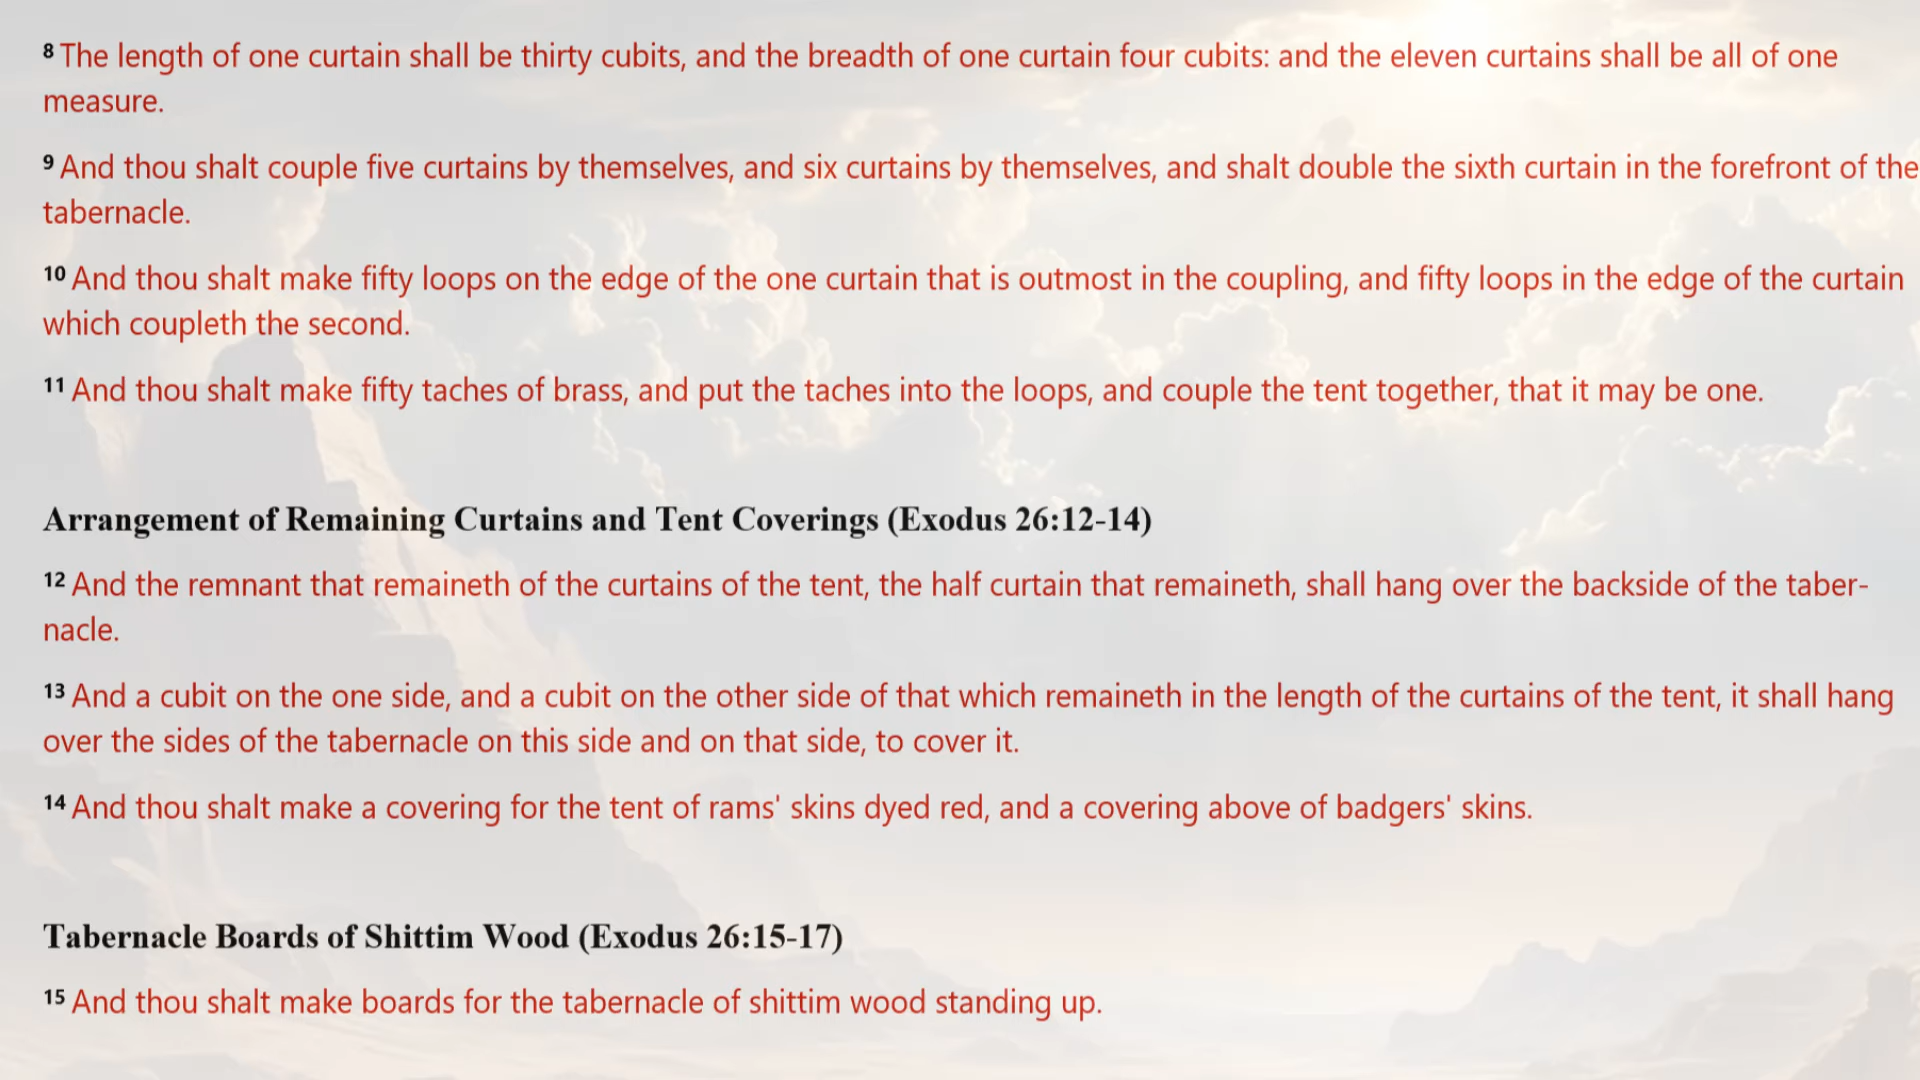 8 The length of one curtain shall be thirty cubits, and the breadth of one curtain four cubits: and the eleven curtains shall be all of one
measure.
9 And thou shalt couple five curtains by themselves, and six curtains by themselves, and shalt double the sixth curtain in the forefront of the
tabernacle.
10 And thou shalt make fifty loops on the edge of the one curtain that is outmost in the coupling, and fifty loops in the edge of the curtain
which coupleth the second.
11 And thou shalt make fifty taches of brass, and put the taches into the loops, and couple the tent together, that it may be one.
Arrangement of Remaining Curtains and Tent Coverings (Exodus 26:12-14)
12 And the remnant that remaineth of the curtains of the tent, the half curtain that remaineth, shall hang over the backside of the taber-
nacle.
13 And a cubit on the one side, and a cubit on the other side of that which remaineth in the length of the curtains of the tent, it shall hang
over the sides of the tabernacle on this side and on that side, to cover it.
14 And thou shalt make a covering for the tent of rams' skins dyed red, and a covering above of badgers' skins.
Tabernacle Boards of Shittim Wood (Exodus 26:15-17)
15 And thou shalt make boards for the tabernacle of shittim wood standing up.